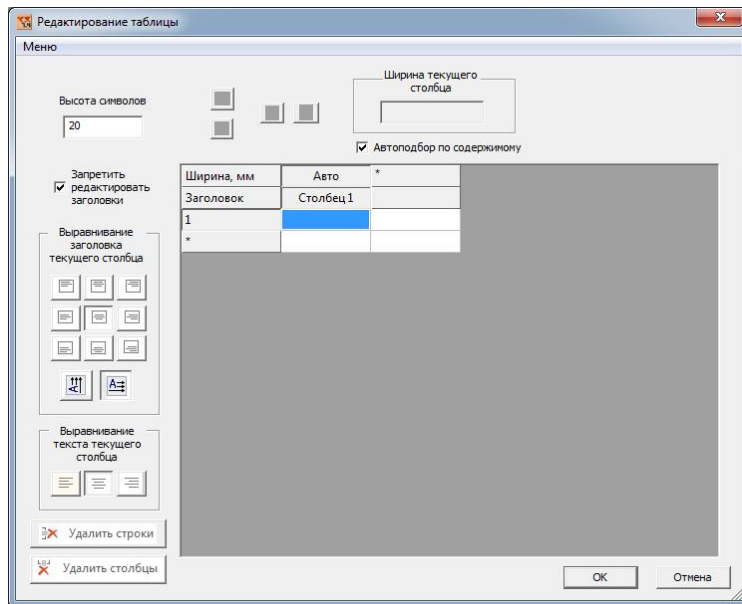 Редактирование таблицы
Меню
Высота символов
20
Ширина текущего
столбца
Автоподбор по содержимому
Запретить
редактировать
заголовки
Ширина, мм Авто *
Заголовок Столбец 1
1
*
Выравнивание
заголовка
текущего столбца
Выравнивание
текста текущего
столбца
Удалить строки
Удалить столбцы
OK Отмена